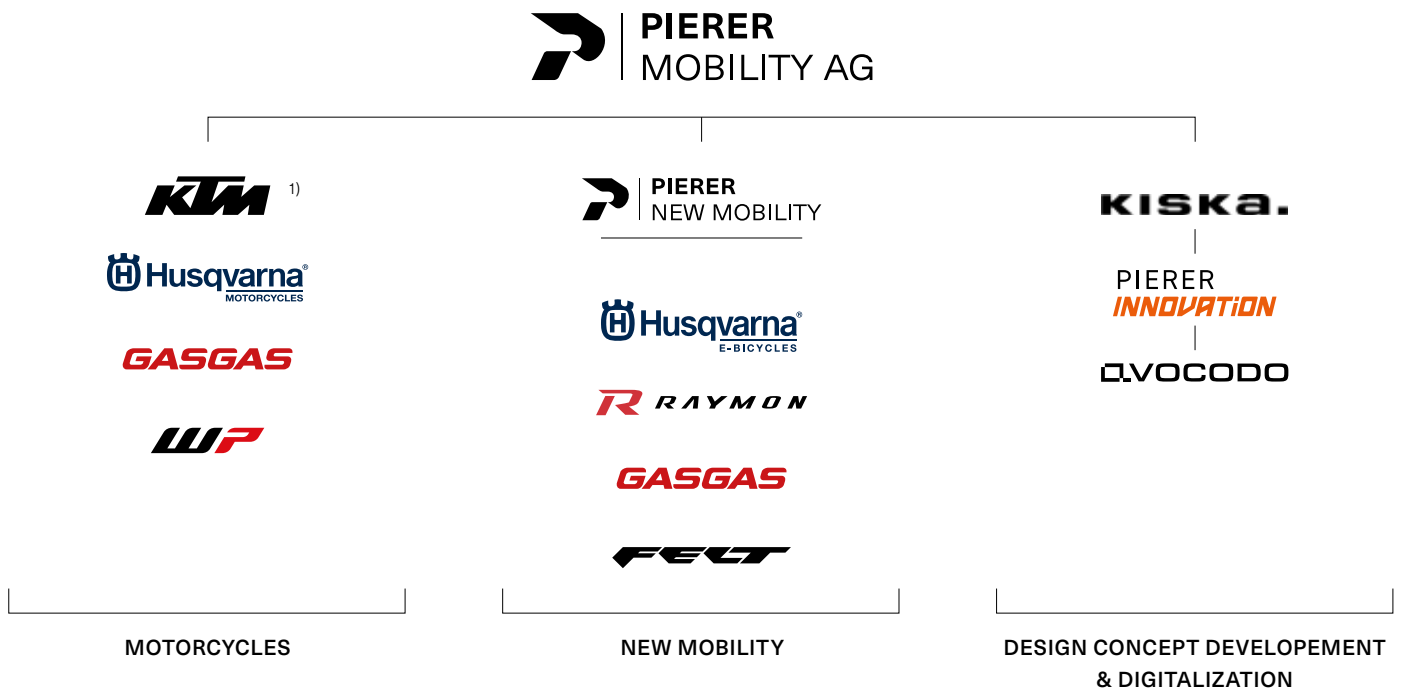 PIERER
MOBILITY AG
KTM 1)
Husqvarna®
MOTORCYCLES
GASGAS
WP
PIERER
NEW MOBILITY
Husqvarna®
E-BICYCLES
R RAYMON
GASGAS
FELT
KISKA.
PIERER
INNOVATION
AVOCODO
MOTORCYCLES
NEW MOBILITY
DESIGN CONCEPT DEVELOPEMENT
& DIGITALIZATION